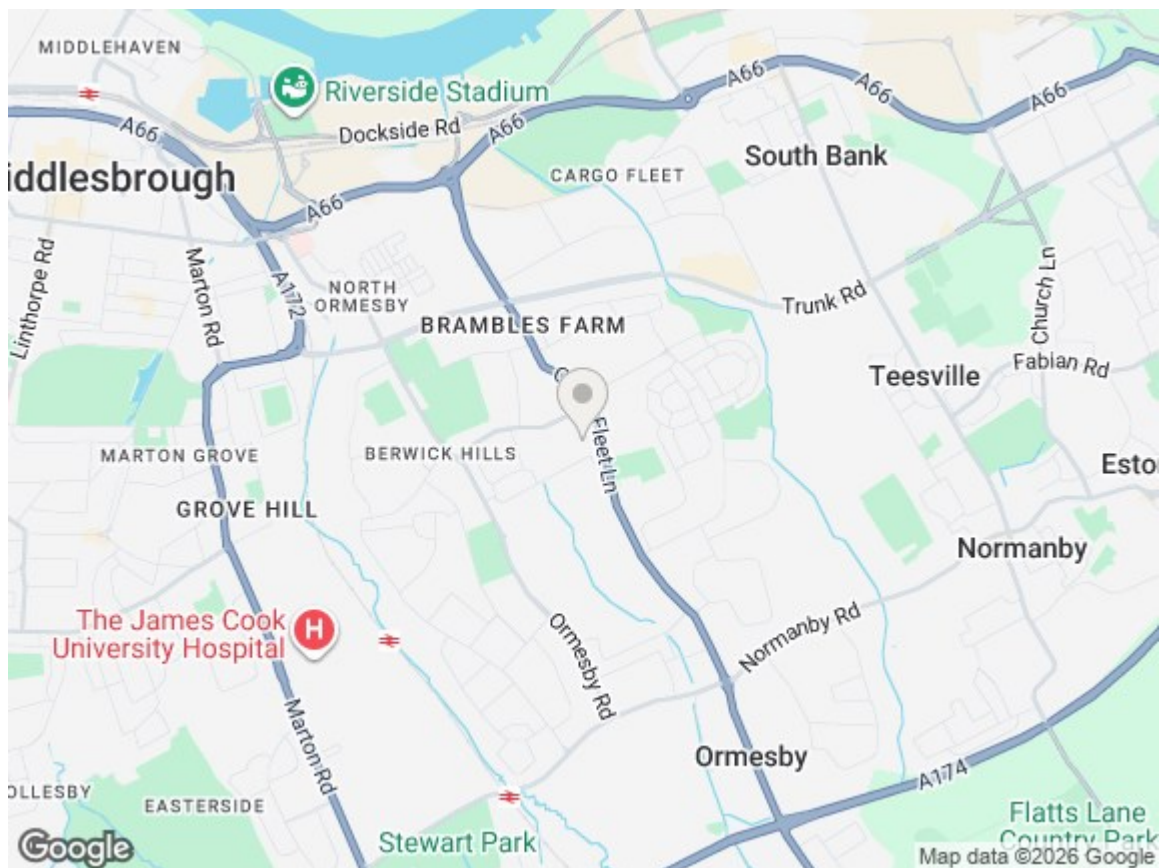 MIDDLEHAVEN
Riverside Stadium
Dockside Rd
A66
A66
A66
A66
A66
A66
South Bank
CARGO FLEET
iddlesbrough
Linthorpe Rd
Marton Rd
A172
NORTH
ORMESBY
BRAMBLES FARM
Trunk Rd
Church Ln
Fabian Rd
Teesville
Fleet Ln
MARTON GROVE
BERWICK HILLS
GROVE HILL
Esto
Normanby
The James Cook
University Hospital
H
Ormesby Rd
Normanby Rd
Marton Rd
Ormesby
A174
OLLESBY
EASTERSIDE
Stewart Park
Flatts Lane
Country Park
Google
Map data ©2026 Google